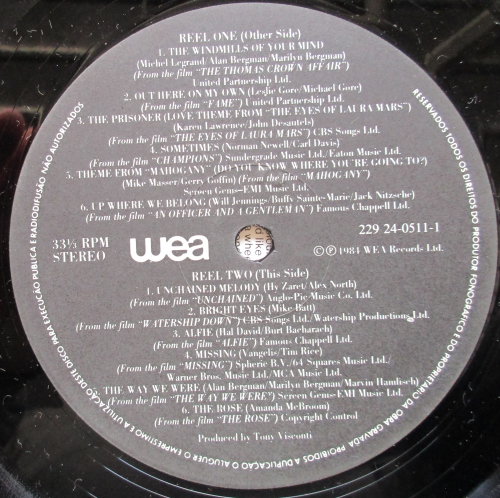 REEL ONE (Other Side)
1. THE WINDMILLS OF YOUR MIND
(Michel Legrand/Alan Bergman/Marilyn Bergman)
(From the film "THE THOMAS CROWN AFFAIR")
United Partnership Ltd.
2. OUT HERE ON MY OWN (Leslie Gore/Michael Gore)
(From the film "FAME") United Partnership Ltd.
3. THE PRISONER (LOVE THEME FROM "THE EYES OF LAURA MARS")
(Karen Lawrence/John Desautels)
(From the film "THE EYES OF LAURA MARS") CBS Songs Ltd.
4. SOMETIMES (Norman Newell/Carl Davis)
(From the film "CHAMPIONS") Sundergrade Music Ltd./Eaton Music Ltd.
5. THEME FROM "MAHOGANY" (DO YOU KNOW WHERE YOU'RE GOING TO?)
(Mike Masser/Gerry Goffin) (From the film "MAHOGANY")
Screen Gems-EMI Music Ltd.
6. UP WHERE WE BELONG (Will Jennings/Buffy Sainte-Marie/Jack Nitzsche)
(From the film "AN OFFICER AND A GENTLEMAN") Famous Chappell Ltd.
33⅓ RPM
STEREO
wea
229 24-0511-1
Ⓒ Ⓟ 1984 WEA Records Ltd.
REEL TWO (This Side)
1. UNCHAINED MELODY (Hy Zaret/Alex North)
(From the film "UNCHAINED") Anglo-Pic Music Co. Ltd.
2. BRIGHT EYES (Mike Batt)
(From the film "WATERSHIP DOWN") CBS Songs Ltd./Watership Productions Ltd.
3. ALFIE (Hal David/Burt Bacharach)
(From the film "ALFIE") Famous Chappell Ltd.
4. MISSING (Vangelis/Tim Rice)
(From the film "MISSING") Spheric B.V./64 Squares Music Ltd./
Warner Bros. Music Ltd./MCA Music Ltd.
5. THE WAY WE WERE (Alan Bergman/Marilyn Bergman/Marvin Hamlisch)
(From the film "THE WAY WE WERE") Screen Gems-EMI Music Ltd.
6. THE ROSE (Amanda McBroom)
(From the film "THE ROSE") Copyright Control
Produced by Tony Visconti
RESERVADOS TODOS OS DIREITOS DO PRODUTOR FONOGRÁFICO E DO PROPRIETÁRIO DA OBRA GRAVADA PROIBIDOS A DUPLICAÇÃO O ALUGUER O EMPRÉSTIMO E A UTILIZAÇÃO DESTE DISCO PARA EXECUÇÃO PUBLICA E RADIODIFUSÃO NÃO AUTORIZADOS